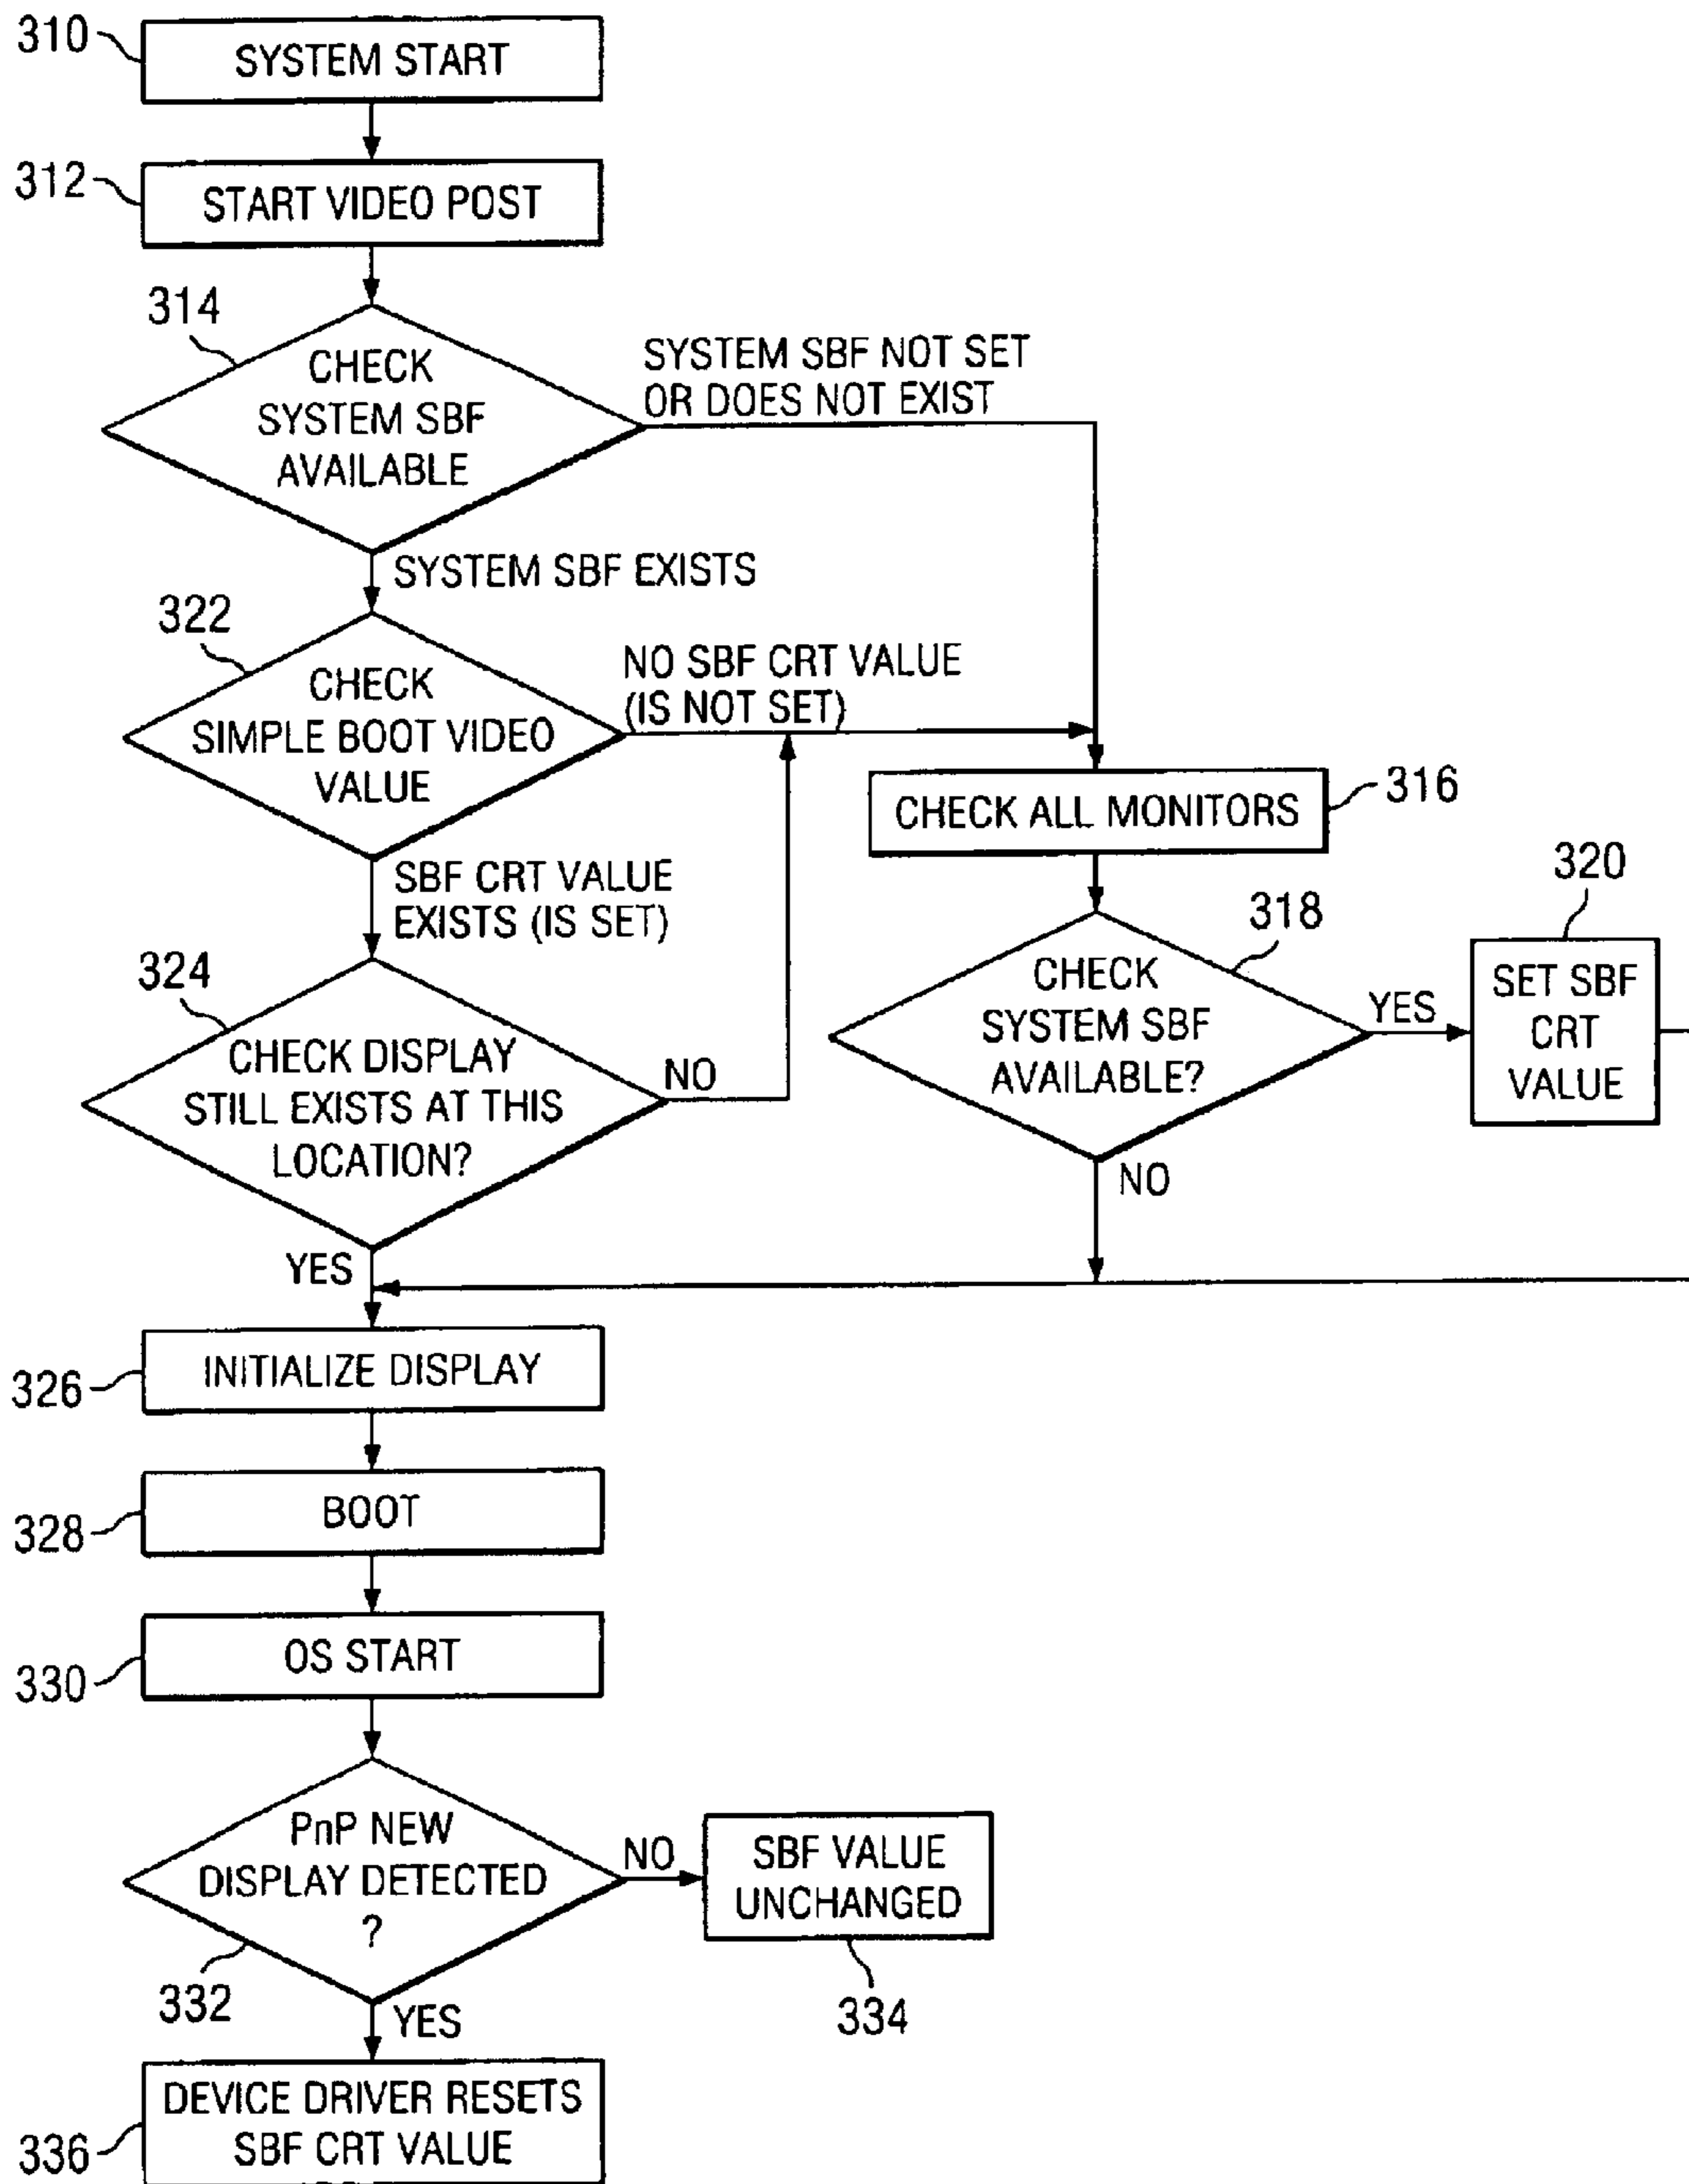 310
SYSTEM START
312
START VIDEO POST
314
CHECK
SYSTEM SBF
AVAILABLE
SYSTEM SBF NOT SET
OR DOES NOT EXIST
SYSTEM SBF EXISTS
322
CHECK
SIMPLE BOOT VIDEO
VALUE
NO SBF CRT VALUE
(IS NOT SET)
CHECK ALL MONITORS
316
SBF CRT VALUE
EXISTS (IS SET)
324
CHECK DISPLAY
STILL EXISTS AT THIS
LOCATION?
NO
YES
318
CHECK
SYSTEM SBF
AVAILABLE?
YES
NO
320
SET SBF
CRT
VALUE
326
INITIALIZE DISPLAY
328
BOOT
330
OS START
PnP NEW
DISPLAY DETECTED
?
332
NO
SBF VALUE
UNCHANGED
334
YES
DEVICE DRIVER RESETS
SBF CRT VALUE
336